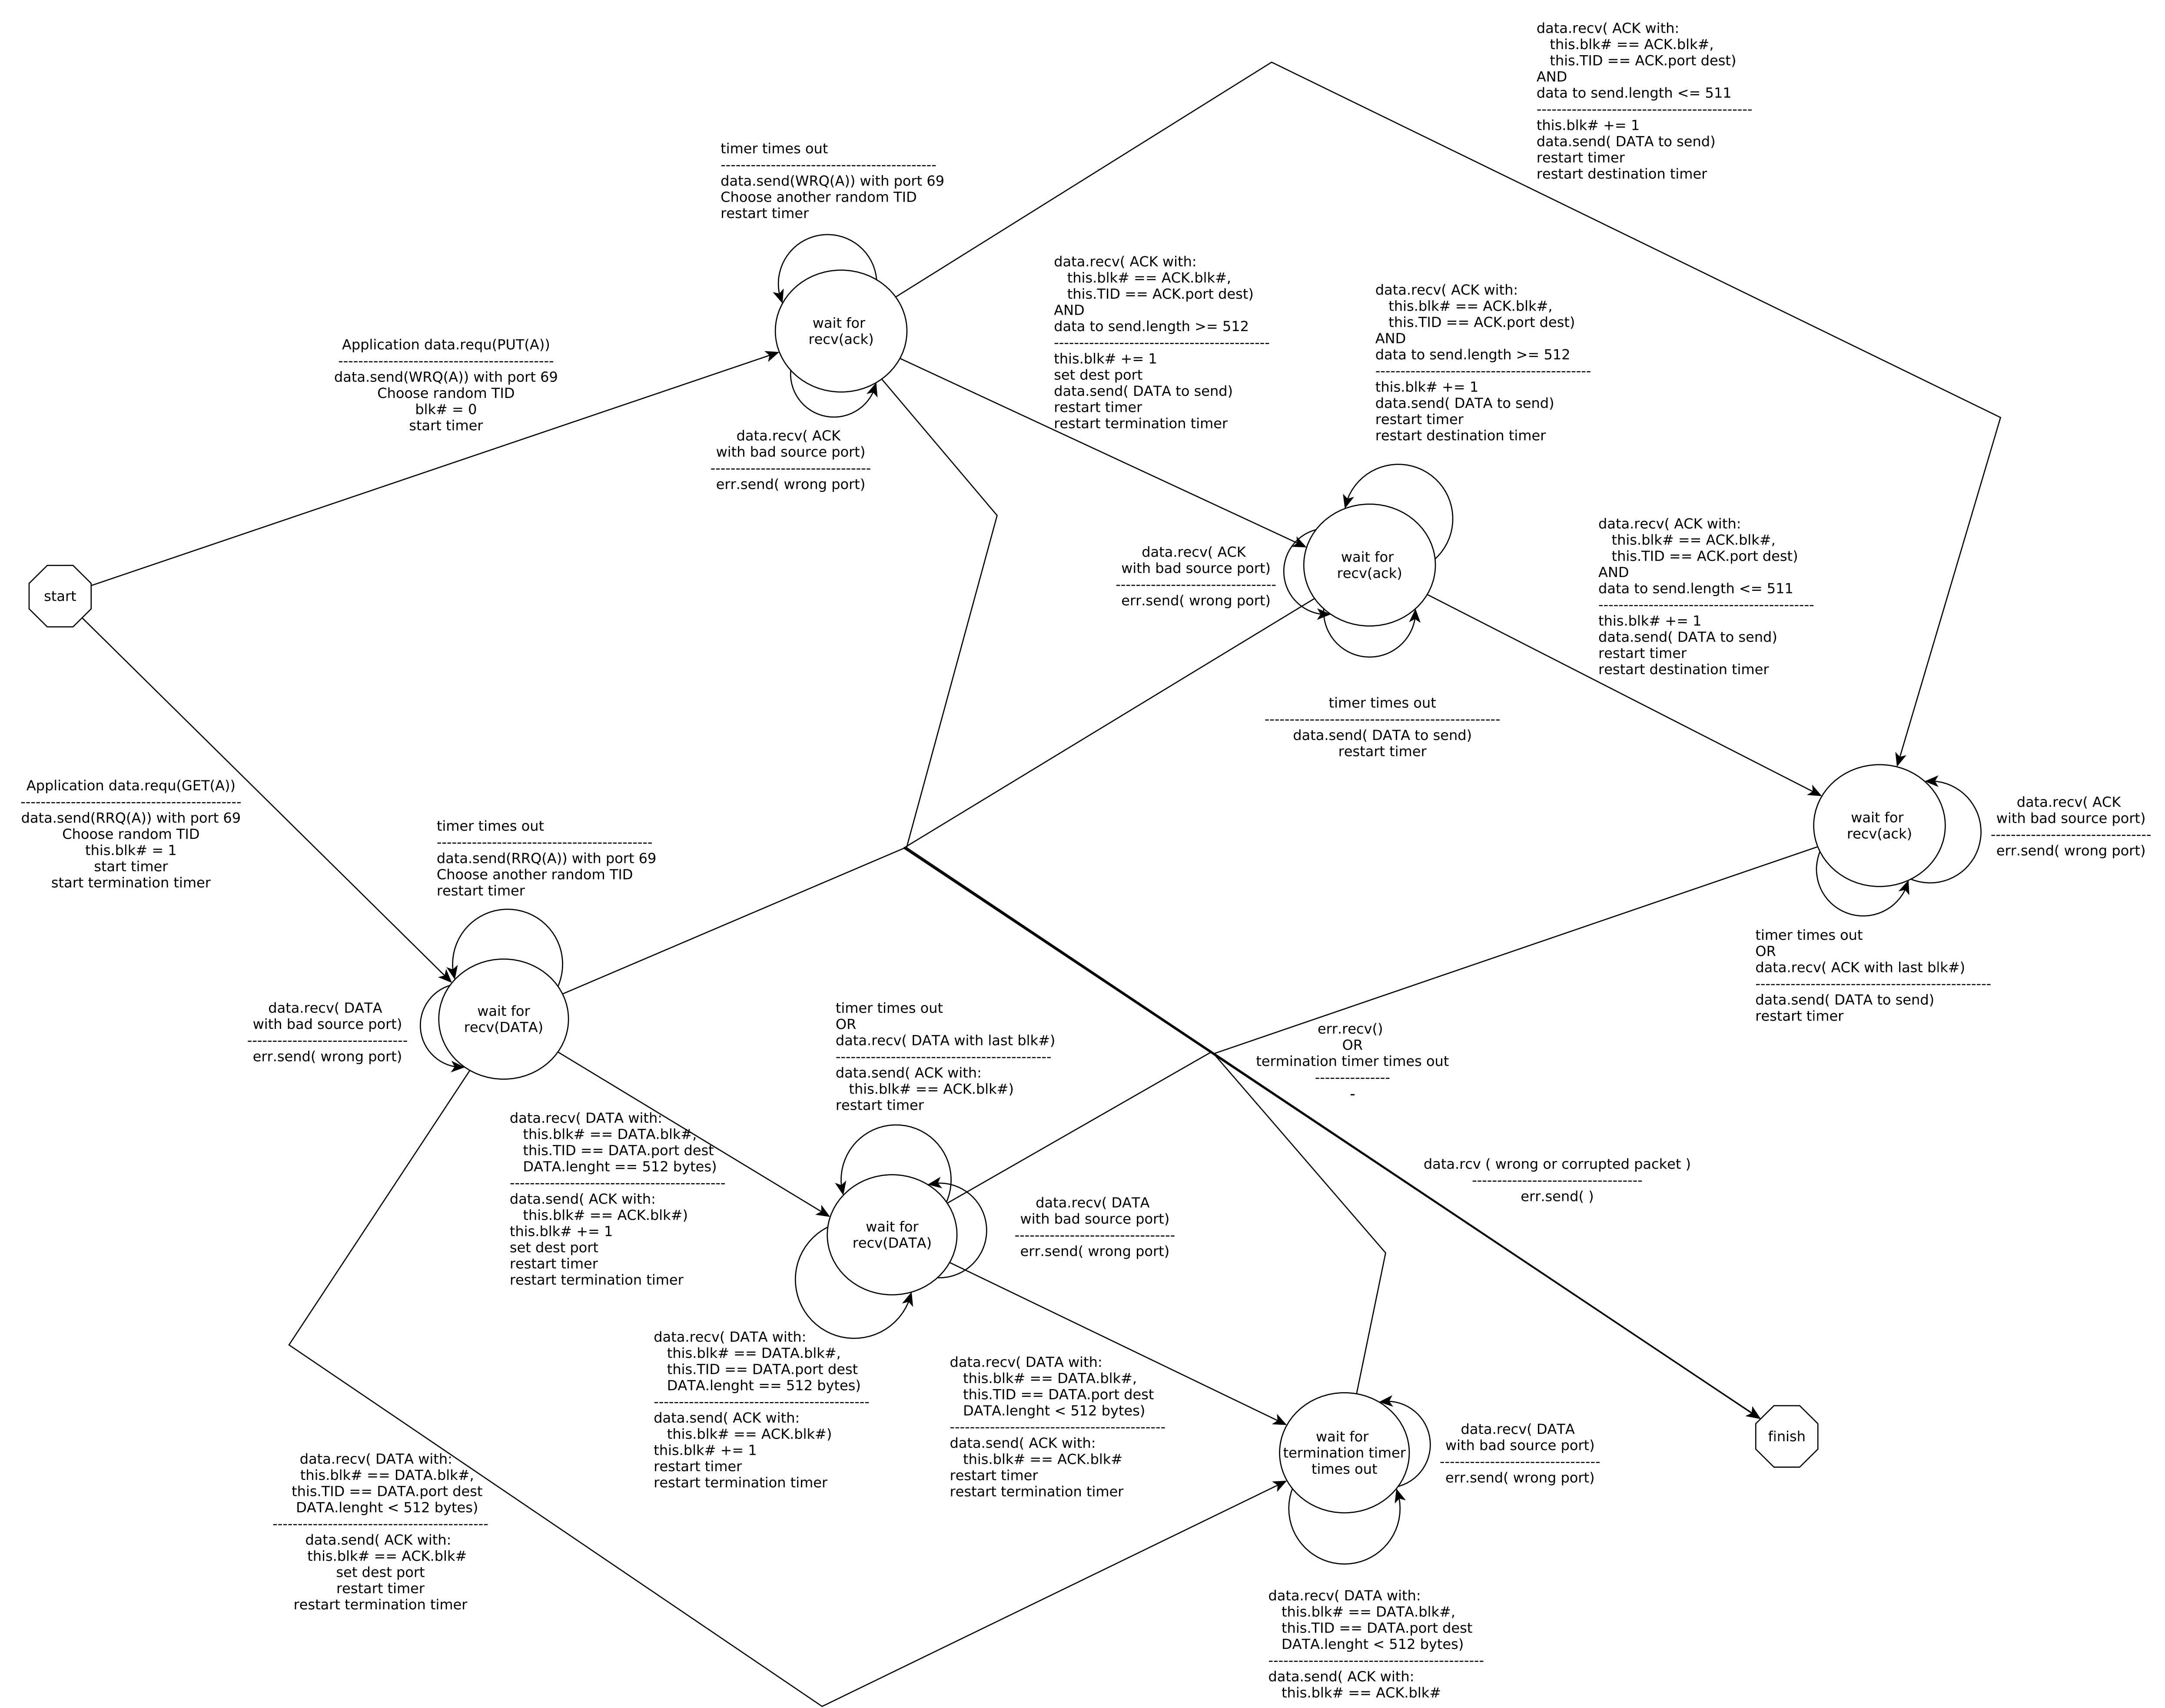 data.recv( ACK with:
this.blk# == ACK.blk#,
this.TID == ACK.port dest)
AND
data to send.length <= 511
-------------------------------------------
this.blk# += 1
data.send( DATA to send)
restart timer
restart destination timer
timer times out
-------------------------------------------
data.send(WRQ(A)) with port 69
Choose another random TID
restart timer
wait for
recv(ack)
data.recv( ACK with:
this.blk# == ACK.blk#,
this.TID == ACK.port dest)
AND
data to send.length >= 512
-------------------------------------------
this.blk# += 1
set dest port
data.send( DATA to send)
restart timer
restart termination timer
data.recv( ACK with:
this.blk# == ACK.blk#,
this.TID == ACK.port dest)
AND
data to send.length >= 512
-------------------------------------------
this.blk# += 1
data.send( DATA to send)
restart timer
restart destination timer
Application data.requ(PUT(A))
-------------------------------------------
data.send(WRQ(A)) with port 69
Choose random TID
blk# = 0
start timer
data.recv( ACK
with bad source port)
--------------------------------
err.send( wrong port)
start
data.recv( ACK
with bad source port)
--------------------------------
err.send( wrong port)
wait for
recv(ack)
data.recv( ACK with:
this.blk# == ACK.blk#,
this.TID == ACK.port dest)
AND
data to send.length <= 511
-------------------------------------------
this.blk# += 1
data.send( DATA to send)
restart timer
restart destination timer
timer times out
-----------------------------------------------
data.send( DATA to send)
restart timer
Application data.requ(GET(A))
--------------------------------------------
data.send(RRQ(A)) with port 69
Choose random TID
this.blk# = 1
start timer
start termination timer
timer times out
-------------------------------------------
data.send(RRQ(A)) with port 69
Choose another random TID
restart timer
wait for
recv(ack)
data.recv( ACK
with bad source port)
--------------------------------
err.send( wrong port)
timer times out
OR
data.recv( ACK with last blk#)
-----------------------------------------------
data.send( DATA to send)
restart timer
data.recv( DATA
with bad source port)
--------------------------------
err.send( wrong port)
wait for
recv(DATA)
timer times out
OR
data.recv( DATA with last blk#)
-------------------------------------------
data.send( ACK with:
this.blk# == ACK.blk#)
restart timer
err.recv()
OR
termination timer times out
---------------
-
data.recv( DATA with:
this.blk# == DATA.blk#,
this.TID == DATA.port dest
DATA.lenght == 512 bytes)
-------------------------------------------
data.send( ACK with:
this.blk# == ACK.blk#)
this.blk# += 1
set dest port
restart timer
restart termination timer
wait for
recv(DATA)
data.recv( DATA
with bad source port)
--------------------------------
err.send( wrong port)
data.rcv ( wrong or corrupted packet )
----------------------------------
err.send( )
data.recv( DATA with:
this.blk# == DATA.blk#,
this.TID == DATA.port dest
DATA.lenght == 512 bytes)
-------------------------------------------
data.send( ACK with:
this.blk# == ACK.blk#)
this.blk# += 1
restart timer
restart termination timer
data.recv( DATA with:
this.blk# == DATA.blk#,
this.TID == DATA.port dest
DATA.lenght < 512 bytes)
-------------------------------------------
data.send( ACK with:
this.blk# == ACK.blk#
restart timer
restart termination timer
wait for
termination timer
times out
data.recv( DATA
with bad source port)
--------------------------------
err.send( wrong port)
finish
data.recv( DATA with:
this.blk# == DATA.blk#,
this.TID == DATA.port dest
DATA.lenght < 512 bytes)
-------------------------------------------
data.send( ACK with:
this.blk# == ACK.blk#
set dest port
restart timer
restart termination timer
data.recv( DATA with:
this.blk# == DATA.blk#,
this.TID == DATA.port dest
DATA.lenght < 512 bytes)
-------------------------------------------
data.send( ACK with:
this.blk# == ACK.blk#